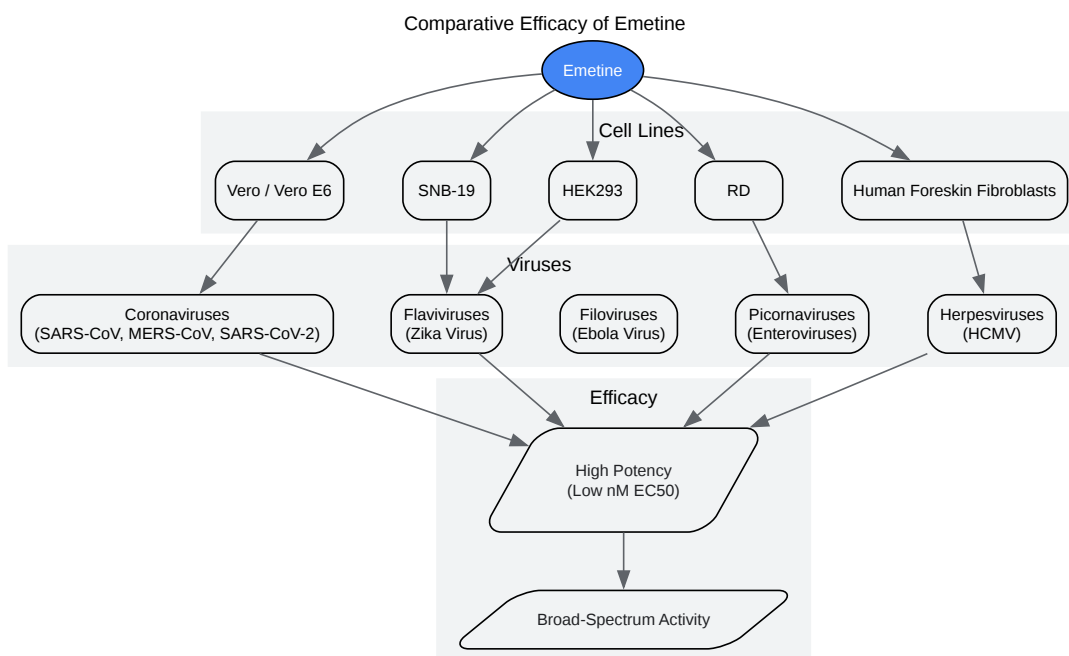 Comparative Efficacy of Emetine
Emetine
Cell Lines
Vero / Vero E6
SNB-19
HEK293
RD
Human Foreskin Fibroblasts
Viruses
Coronaviruses
(SARS-CoV, MERS-CoV, SARS-CoV-2)
Flaviviruses
(Zika Virus)
Filoviruses
(Ebola Virus)
Picornaviruses
(Enteroviruses)
Herpesviruses
(HCMV)
Efficacy
High Potency
(Low nM EC50)
Broad-Spectrum Activity